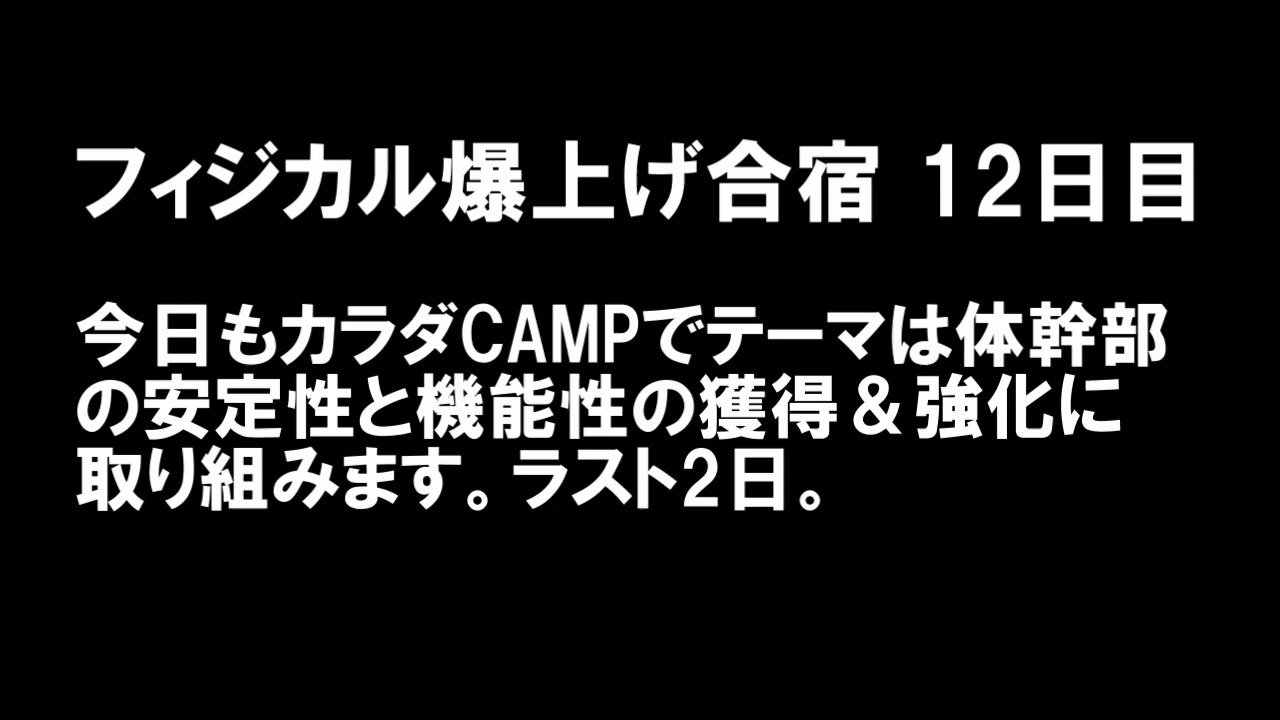 フィジカル爆上げ合宿 12日目
今日もカラダCAMPでテーマは体幹部
の安定性と機能性の獲得＆強化に
取り組みます。ラスト2日。